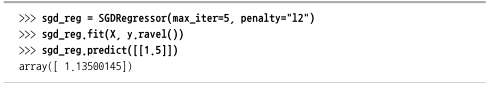 >>> sgd_reg = SGDRegressor(max_iter=5, penalty="l2")
>>> sgd_reg.fit(X, y.ravel())
>>> sgd_reg.predict([[1.5]])
array([ 1.13500145])